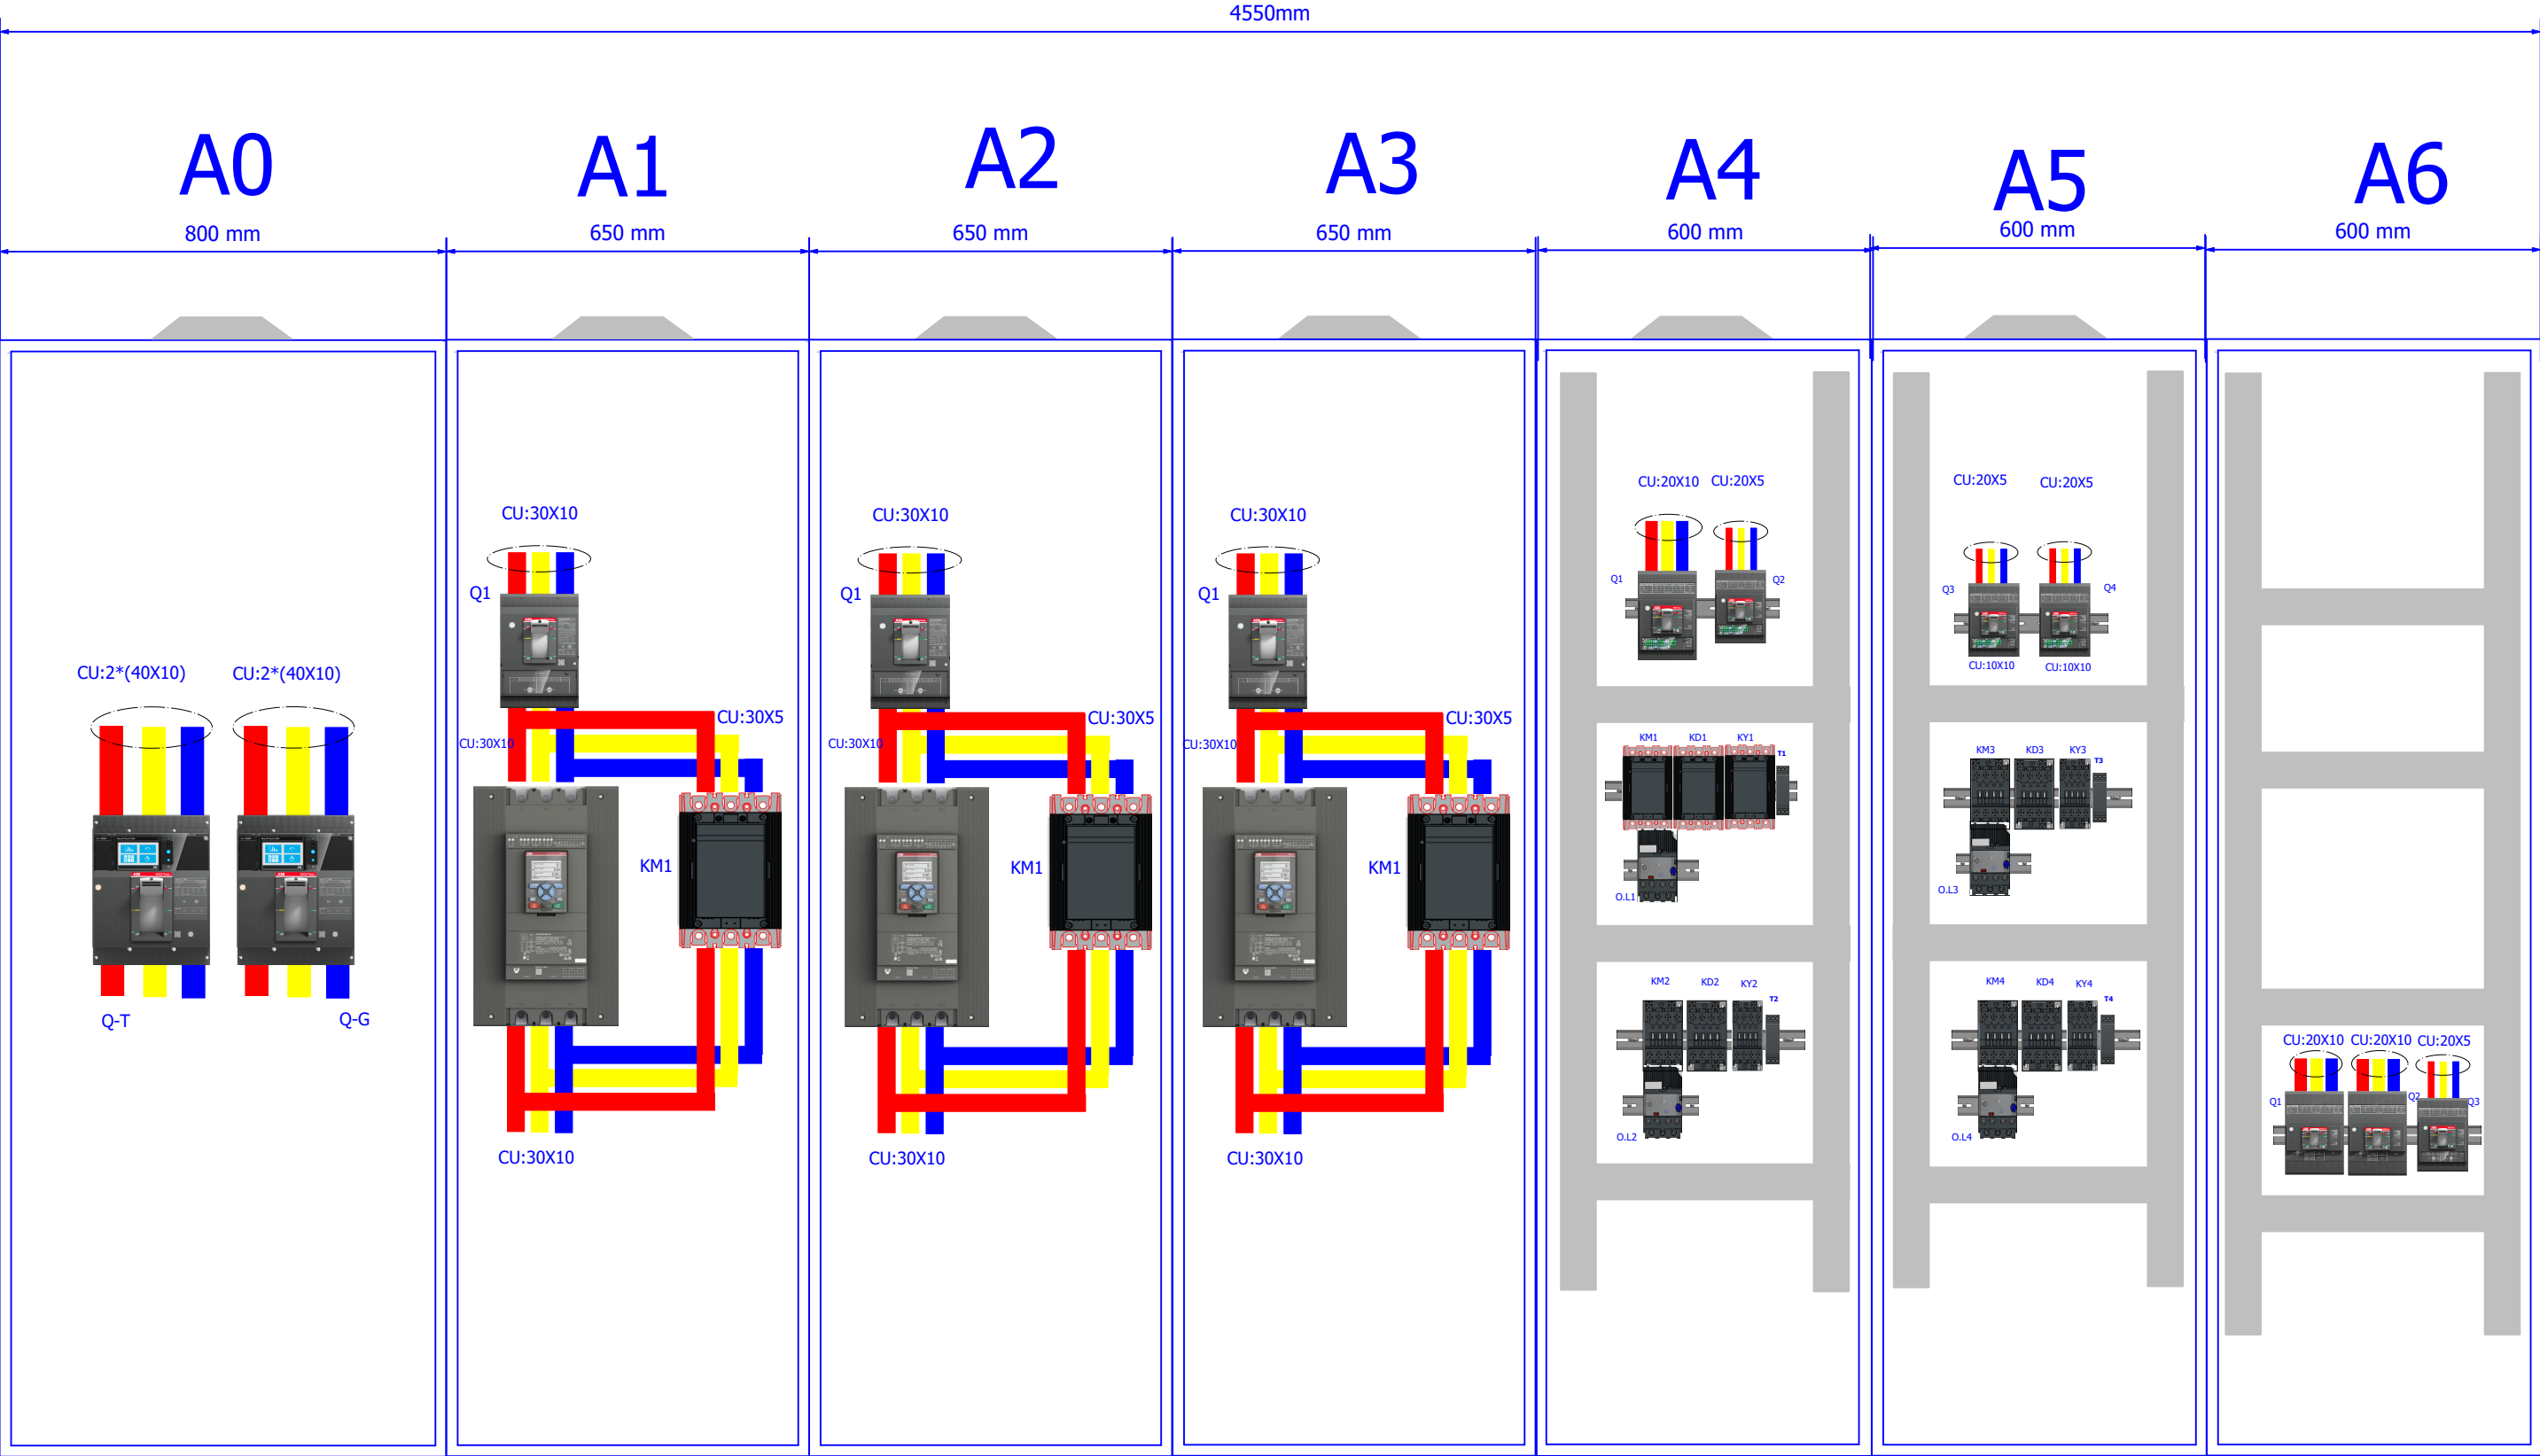 4550mm
A0
A1
A2
A3
A4
A5
A6
800 mm
650 mm
650 mm
650 mm
600 mm
600 mm
600 mm
CU:2*(40X10)
CU:2*(40X10)
Q-T
Q-G
CU:30X10
Q1
CU:30X5
CU:30X10
KM1
CU:30X10
CU:30X10
Q1
CU:30X5
CU:30X10
KM1
CU:30X10
CU:30X10
Q1
CU:30X5
CU:30X10
KM1
CU:30X10
CU:20X10 CU:20X5
Q1
Q2
KM1 KD1 KY1
T1
O.L1
KM2 KD2 KY2
T2
O.L2
CU:20X5 CU:20X5
Q3
Q4
CU:10X10 CU:10X10
KM3 KD3 KY3
T3
O.L3
KM4 KD4 KY4
T4
O.L4
CU:20X10 CU:20X10 CU:20X5
Q1
Q2
Q3